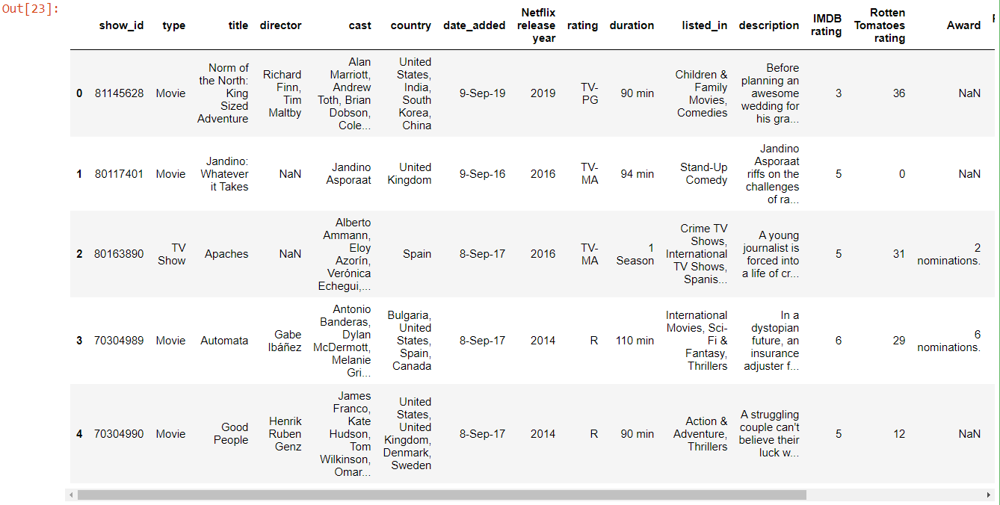 Out[23]:
show_id type title director cast country date_added Netflix release year rating duration listed_in description IMDB rating Rotten Tomatoes rating Award
0 81145628 Movie Norm of the North: King Sized Adventure Richard Finn, Tim Maltby Alan Marriott, Andrew Toth, Brian Dobson, Cole... United States, India, South Korea, China 9-Sep-19 2019 TV-PG 90 min Children & Family Movies, Comedies Before planning an awesome wedding for his gra... 3 36 NaN
1 80117401 Movie Jandino: Whatever it Takes NaN Jandino Asporaat United Kingdom 9-Sep-16 2016 TV-MA 94 min Stand-Up Comedy Jandino Asporaat riffs on the challenges of ra... 5 0 NaN
2 80163890 TV Show Apaches NaN Alberto Ammann, Eloy Azorín, Verónica Echegui,... Spain 8-Sep-17 2016 TV-MA 1 Season Crime TV Shows, International TV Shows, Spanis... A young journalist is forced into a life of cr... 5 31 2 nominations.
3 70304989 Movie Automata Gabe Ibáñez Antonio Banderas, Dylan McDermott, Melanie Gri... Bulgaria, United States, Spain, Canada 8-Sep-17 2014 R 110 min International Movies, Sci-Fi & Fantasy, Thrillers In a dystopian future, an insurance adjuster f... 6 29 6 nominations.
4 70304990 Movie Good People Henrik Ruben Genz James Franco, Kate Hudson, Tom Wilkinson, Omar... United States, United Kingdom, Denmark, Sweden 8-Sep-17 2014 R 90 min Action & Adventure, Thrillers A struggling couple can't believe their luck w... 5 12 NaN